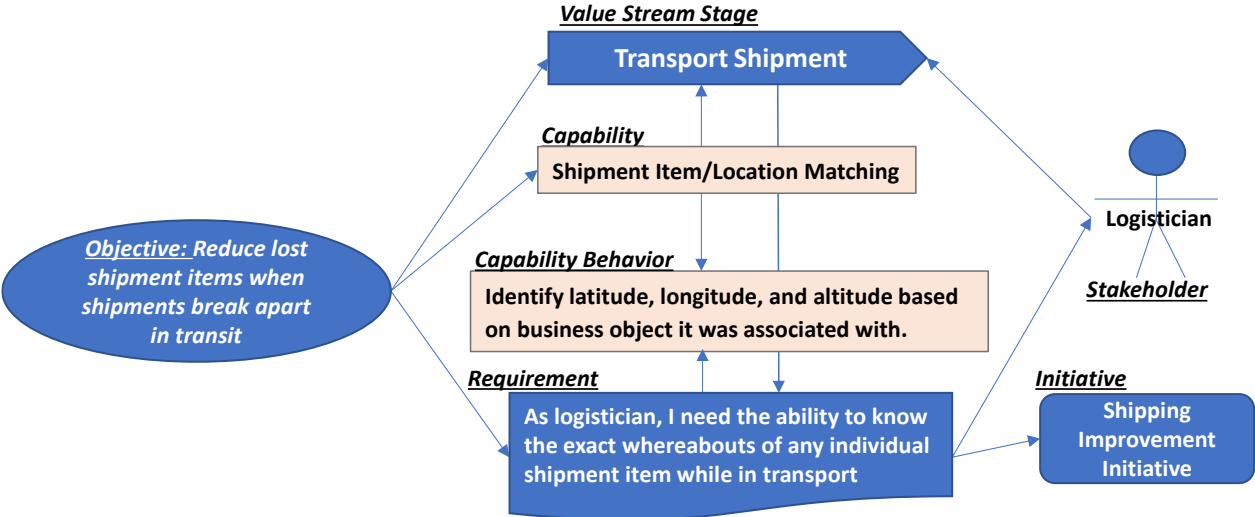 Value Stream Stage
Transport Shipment
Capability
Shipment Item/Location Matching
Logistician
Stakeholder
Objective: Reduce lost
shipment items when
shipments break apart
in transit
Capability Behavior
Identify latitude, longitude, and altitude based
on business object it was associated with.
Requirement
As logistician, I need the ability to know
the exact whereabouts of any individual
shipment item while in transport
Initiative
Shipping
Improvement
Initiative